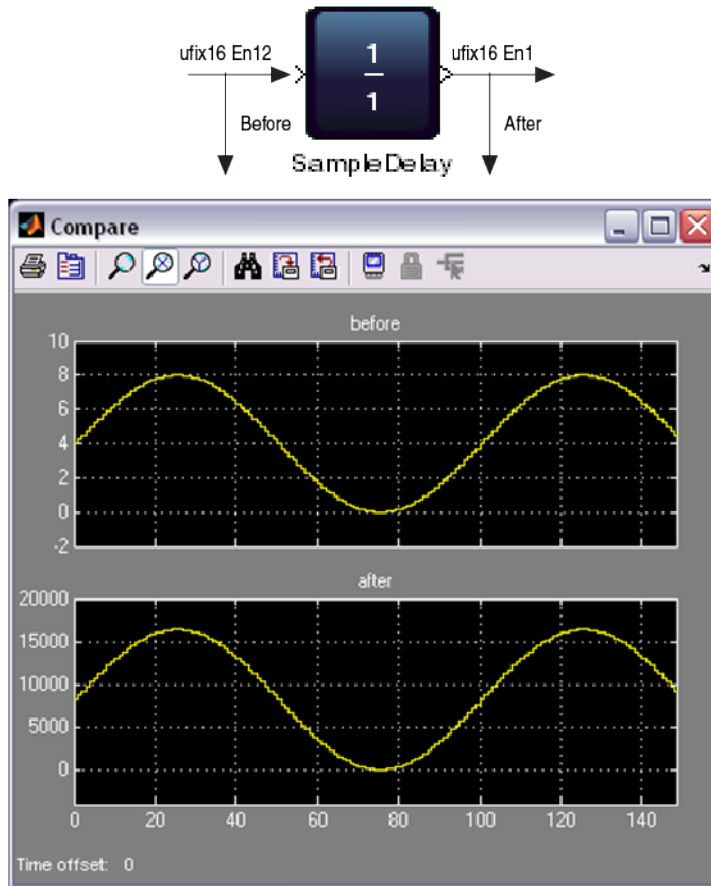 ufix16 En12
1
1
ufix16 En1
Before
After
SampleDelay
Compare
before
10
8
6
4
2
0
-2
after
20000
15000
10000
5000
0
0 20 40 60 80 100 120 140
Time offset: 0